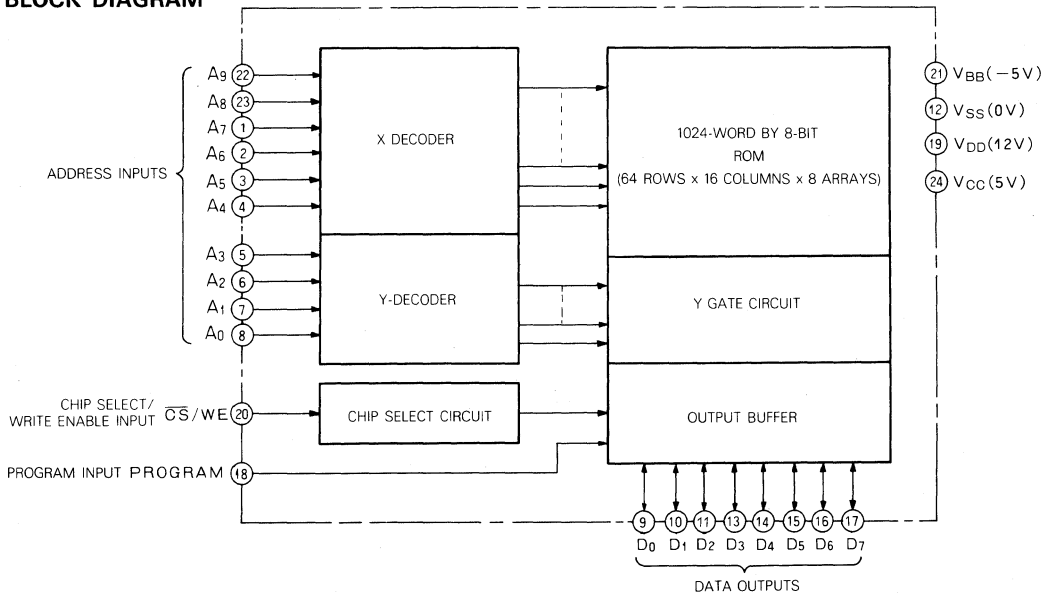 BLOCK DIAGRAM
ADDRESS INPUTS
A9 22
A8 23
A7 1
A6 2
A5 3
A4 4
A3 5
A2 6
A1 7
A0 8
X DECODER
Y-DECODER
1024-WORD BY 8-BIT
ROM
(64 ROWS x 16 COLUMNS x 8 ARRAYS)
Y GATE CIRCUIT
21 VBB(−5V)
12 VSS(0V)
19 VDD(12V)
24 VCC(5V)
CHIP SELECT/
WRITE ENABLE INPUT C̅S̅/WE 20
CHIP SELECT CIRCUIT
OUTPUT BUFFER
PROGRAM INPUT PROGRAM 18
9 10 11 13 14 15 16 17
D0 D1 D2 D3 D4 D5 D6 D7
DATA OUTPUTS